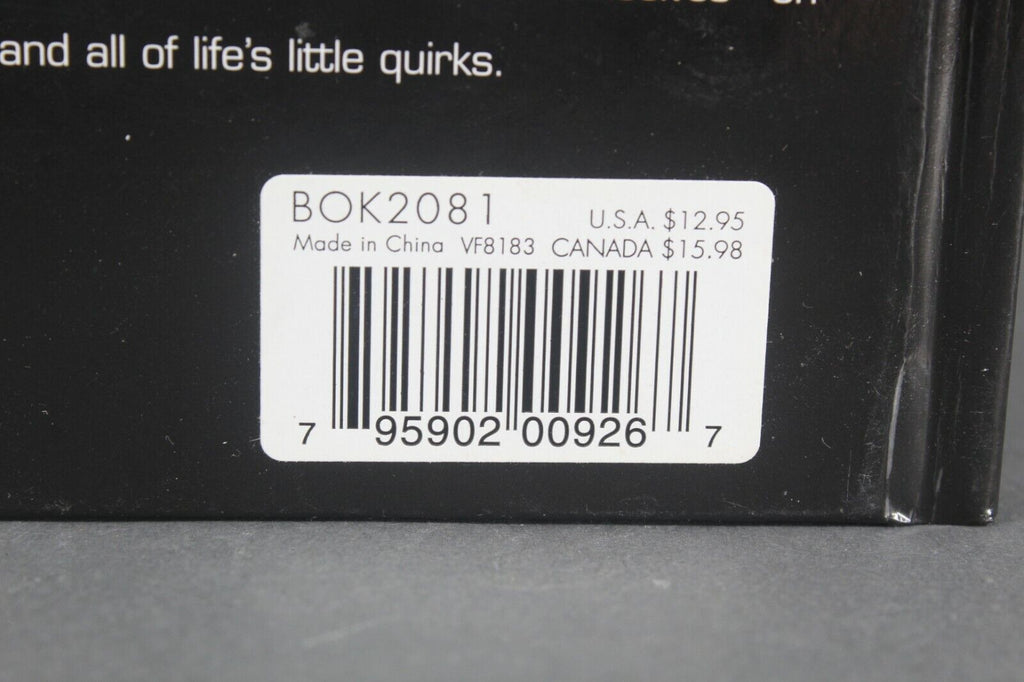 and all of life's little quirks.
BOK2081
U.S.A. $12.95
Made in China VF8183 CANADA $15.98
7 95902 00926 7